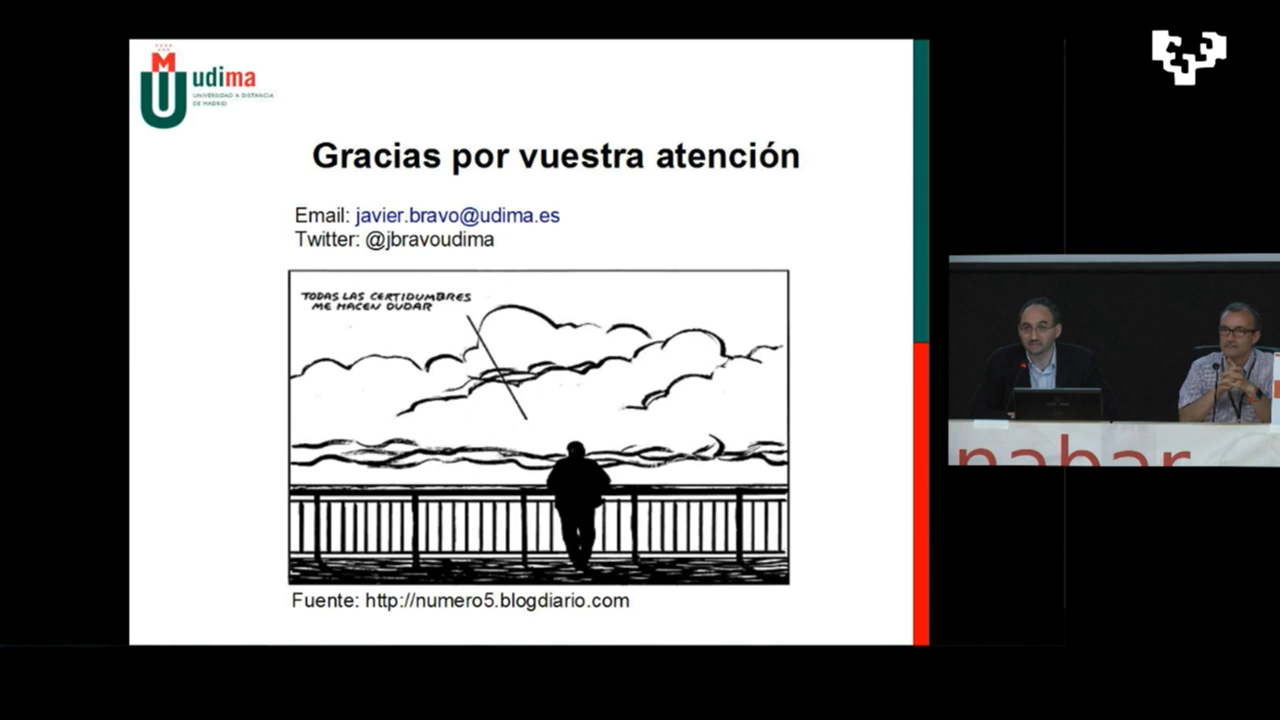 udima
UNIVERSIDAD A DISTANCIA
DE MADRID
Gracias por vuestra atención
Email: javier.bravo@udima.es
Twitter: @jbravoudima
TODAS LAS CERTIDUMBRES
ME HACEN DUDAR
Fuente: http://numero5.blogdiario.com
nabar